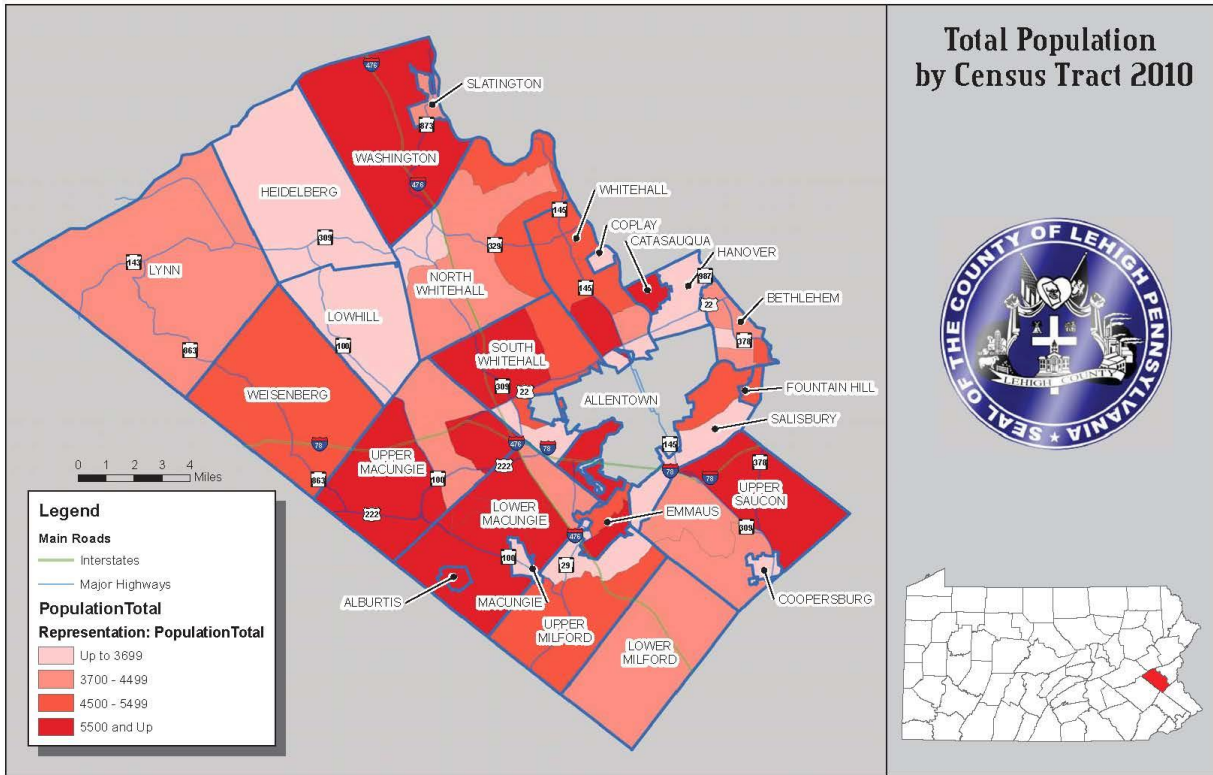 Total Population
by Census Tract 2010
476
SLATINGTON
873
WASHINGTON
476
HEIDELBERG
WHITEHALL
145
COPLAY
309
CATASAUQUA
329
HANOVER
143
LYNN
NORTH
WHITEHALL
987
145
22
BETHLEHEM
LOWHILL
378
100
863
SOUTH
WHITEHALL
309
22
FOUNTAIN HILL
WEISENBERG
ALLENTOWN
SALISBURY
78
476
78
145
0 1 2 3 4
Miles
UPPER
MACUNGIE
222
78
78
378
863
100
UPPER
SAUCON
222
LOWER
MACUNGIE
EMMAUS
309
476
100
29
ALBURTIS
MACUNGIE
COOPERSBURG
UPPER
MILFORD
LOWER
MILFORD
Legend
Main Roads
Interstates
Major Highways
PopulationTotal
Representation: PopulationTotal
Up to 3699
3700 - 4499
4500 - 5499
5500 and Up
SEAL OF THE COUNTY OF LEHIGH PENNSYLVANIA
LEHIGH COUNTY